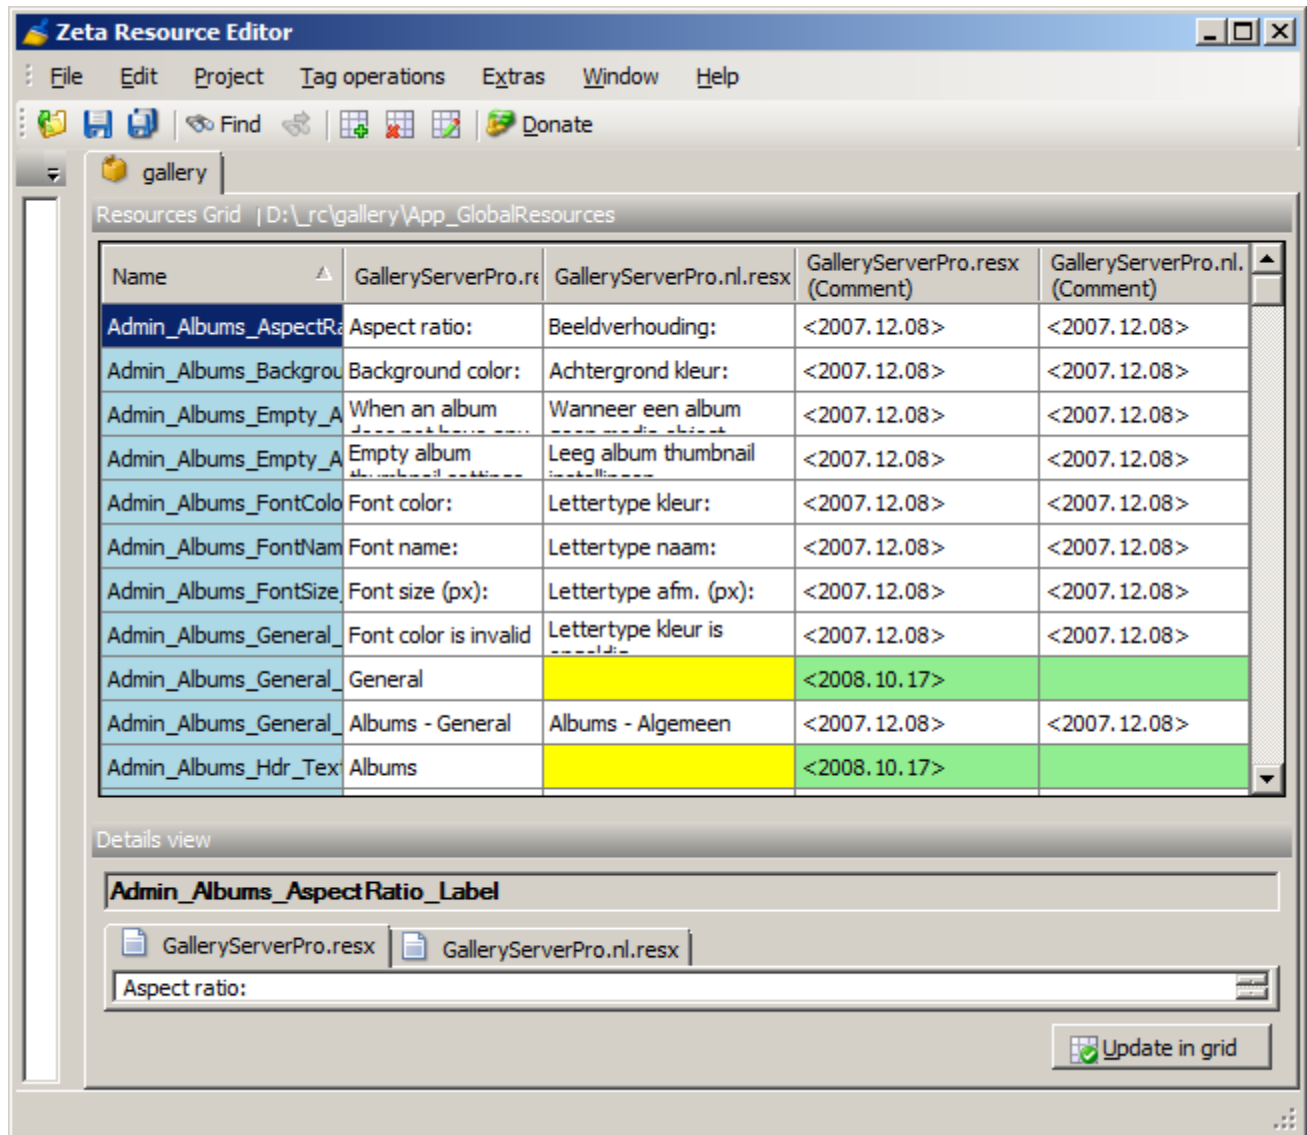 Zeta Resource Editor
File Edit Project Tag operations Extras Window Help
Find Donate
gallery
Resources Grid | D:\_rc\gallery\App_GlobalResources
Name GalleryServerPro.re GalleryServerPro.nl.resx GalleryServerPro.resx (Comment) GalleryServerPro.nl. (Comment)
Admin_Albums_AspectRa Aspect ratio: Beeldverhouding: <2007.12.08> <2007.12.08>
Admin_Albums_Backgrou Background color: Achtergrond kleur: <2007.12.08> <2007.12.08>
Admin_Albums_Empty_A When an album Wanneer een album <2007.12.08> <2007.12.08>
Admin_Albums_Empty_A Empty album Leeg album thumbnail <2007.12.08> <2007.12.08>
Admin_Albums_FontColo Font color: Lettertype kleur: <2007.12.08> <2007.12.08>
Admin_Albums_FontNam Font name: Lettertype naam: <2007.12.08> <2007.12.08>
Admin_Albums_FontSize_ Font size (px): Lettertype afm. (px): <2007.12.08> <2007.12.08>
Admin_Albums_General_ Font color is invalid Lettertype kleur is <2007.12.08> <2007.12.08>
Admin_Albums_General_ General <2008.10.17>
Admin_Albums_General_ Albums - General Albums - Algemeen <2007.12.08> <2007.12.08>
Admin_Albums_Hdr_Text Albums <2008.10.17>
Details view
Admin_Albums_AspectRatio_Label
GalleryServerPro.resx GalleryServerPro.nl.resx
Aspect ratio:
Update in grid